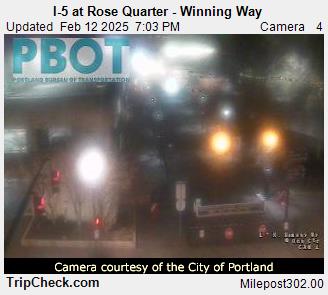 I-5 at Rose Quarter - Winning Way
Updated Feb 12 2025 7:03 PM Camera 4
PBOT
PORTLAND BUREAU OF TRANSPORTATION
Camera courtesy of the City of Portland
TripCheck.com Milepost302.00